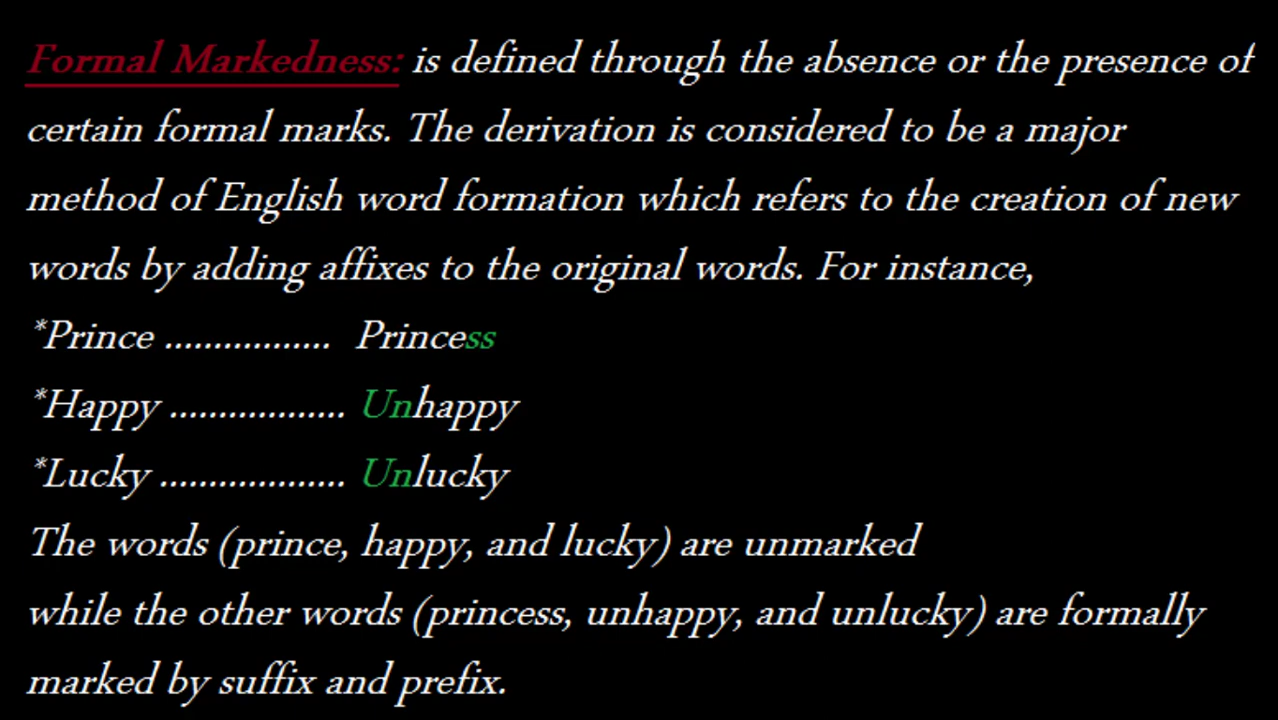 Formal Markedness: is defined through the absence or the presence of
certain formal marks. The derivation is considered to be a major
method of English word formation which refers to the creation of new
words by adding affixes to the original words. For instance,
*Prince ................. Princess
*Happy .................. Unhappy
*Lucky ................... Unlucky
The words (prince, happy, and lucky) are unmarked
while the other words (princess, unhappy, and unlucky) are formally
marked by suffix and prefix.